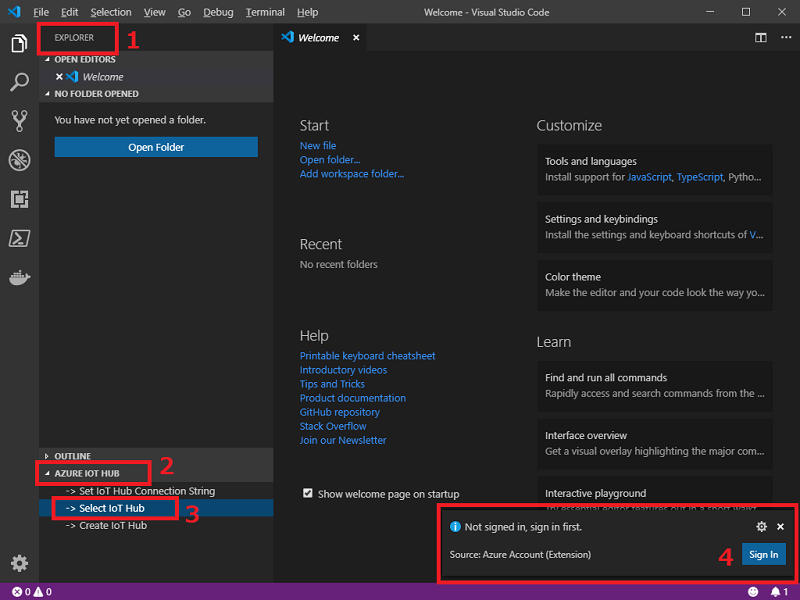 File Edit Selection View Go Debug Terminal Help
Welcome - Visual Studio Code
EXPLORER
1
OPEN EDITORS
Welcome
NO FOLDER OPENED
You have not yet opened a folder.
Open Folder
OUTLINE
2
AZURE IOT HUB
-> Set IoT Hub Connection String
-> Select IoT Hub
3
-> Create IoT Hub
Welcome
Start
New file
Open folder...
Add workspace folder...
Recent
No recent folders
Help
Printable keyboard cheatsheet
Introductory videos
Tips and Tricks
Product documentation
GitHub repository
Stack Overflow
Join our Newsletter
Show welcome page on startup
Customize
Tools and languages
Install support for JavaScript, TypeScript, Pytho...
Settings and keybindings
Install the settings and keyboard shortcuts of V...
Color theme
Make the editor and your code look the way yo...
Learn
Find and run all commands
Rapidly access and search commands from the ...
Interface overview
Get a visual overlay highlighting the major com...
Interactive playground
Not signed in, sign in first.
Source: Azure Account (Extension)
4
Sign In
0 0
1